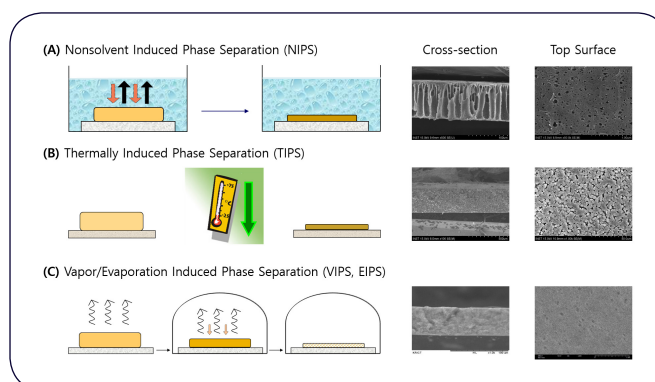 (A) Nonsolvent Induced Phase Separation (NIPS)
Cross-section
Top Surface
(B) Thermally Induced Phase Separation (TIPS)
°C
(C) Vapor/Evaporation Induced Phase Separation (VIPS, EIPS)